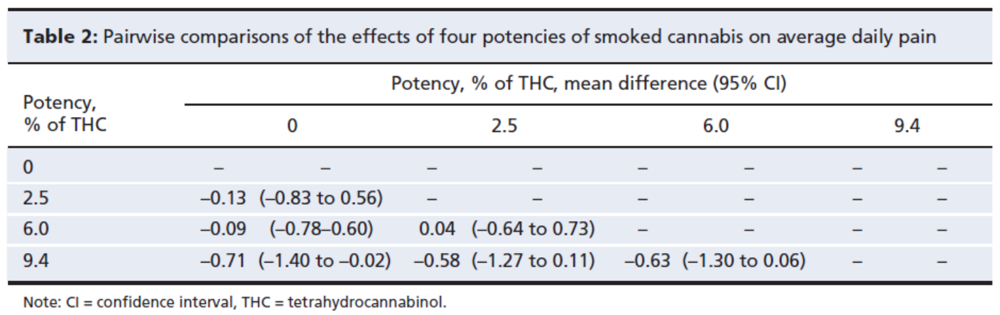 Table 2: Pairwise comparisons of the effects of four potencies of smoked cannabis on average daily pain
Potency, % of THC, mean difference (95% CI)
Potency,
% of THC 0 2.5 6.0 9.4
0 – – – – – – – –
2.5 –0.13 (–0.83 to 0.56) – – – – – –
6.0 –0.09 (–0.78–0.60) 0.04 (–0.64 to 0.73) – – – –
9.4 –0.71 (–1.40 to –0.02) –0.58 (–1.27 to 0.11) –0.63 (–1.30 to 0.06) – –
Note: CI = confidence interval, THC = tetrahydrocannabinol.